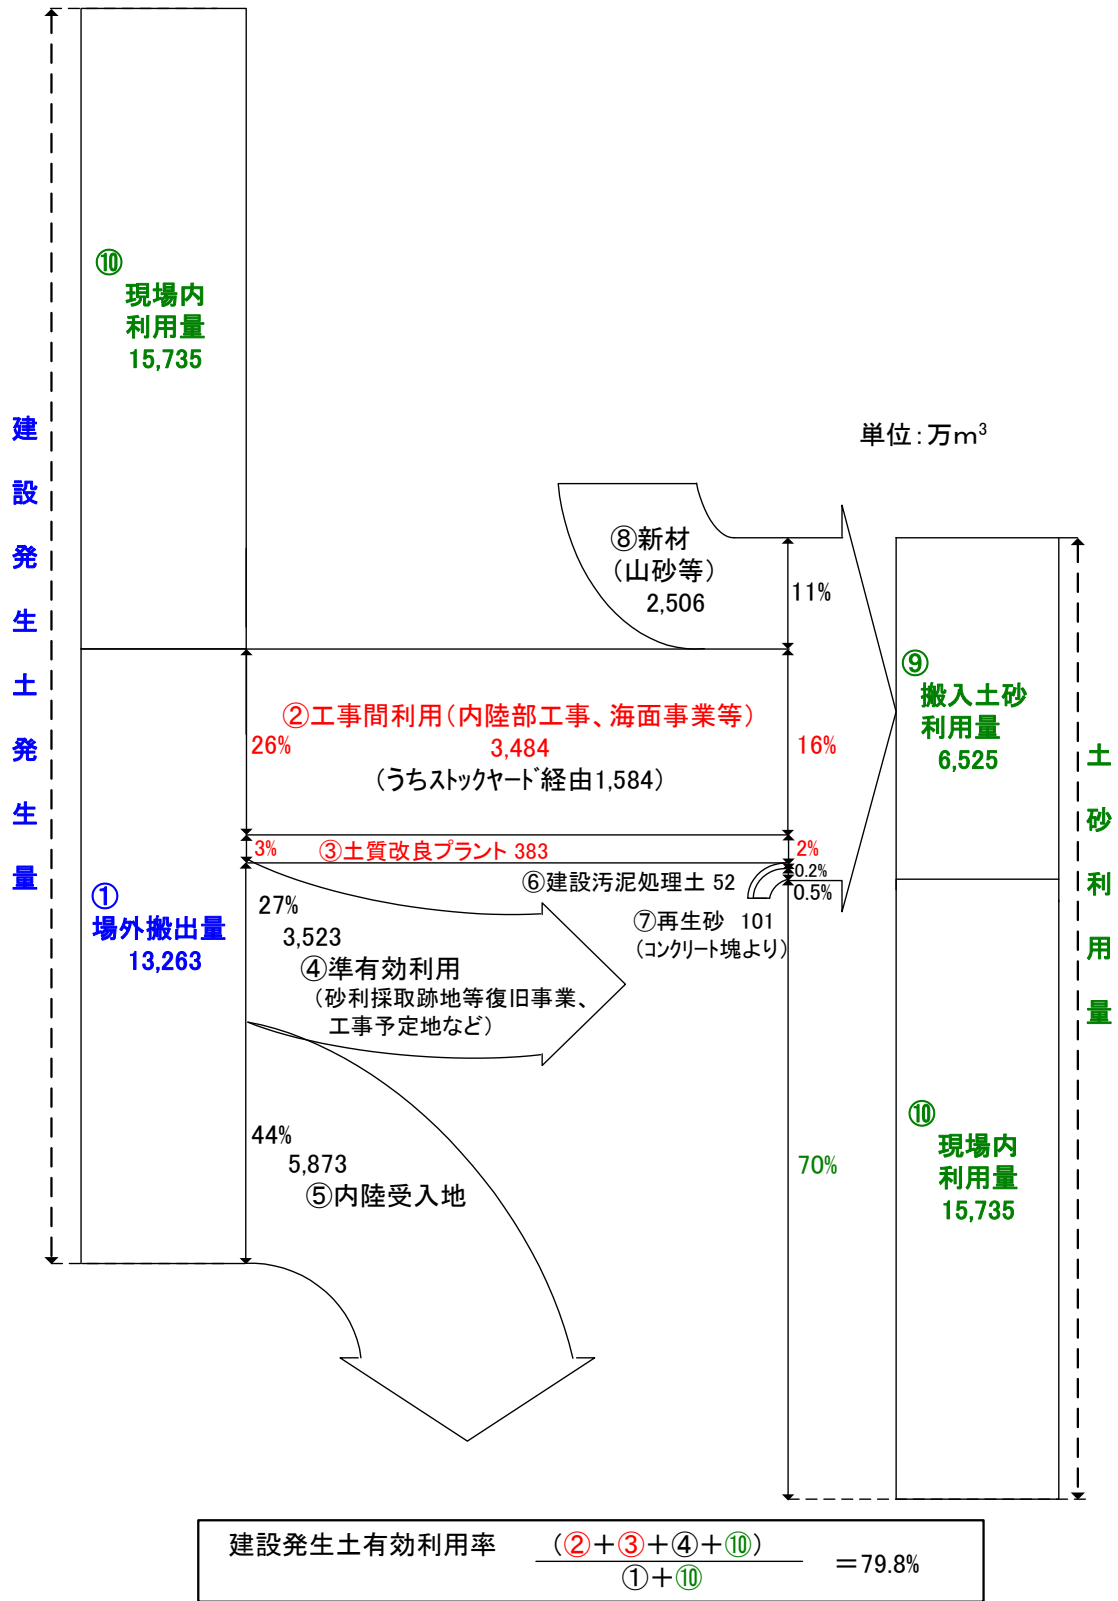 建設発生土発生量
⑩
現場内
利用量
15,735
単位：万m³
⑧新材
（山砂等）
2,506
11%
②工事間利用（内陸部工事、海面事業等）
3,484
（うちストックヤード経由1,584）
26%
16%
⑨
搬入土砂
利用量
6,525
土砂利用量
3%
③土質改良プラント 383
2%
⑥建設汚泥処理土 52
0.2%
0.5%
⑦再生砂 101
（コンクリート塊より）
①
場外搬出量
13,263
27%
3,523
④準有効利用
（砂利採取跡地等復旧事業、
工事予定地など）
44%
5,873
⑤内陸受入地
70%
⑩
現場内
利用量
15,735
建設発生土有効利用率
（②＋③＋④＋⑩）
①＋⑩
＝79.8%